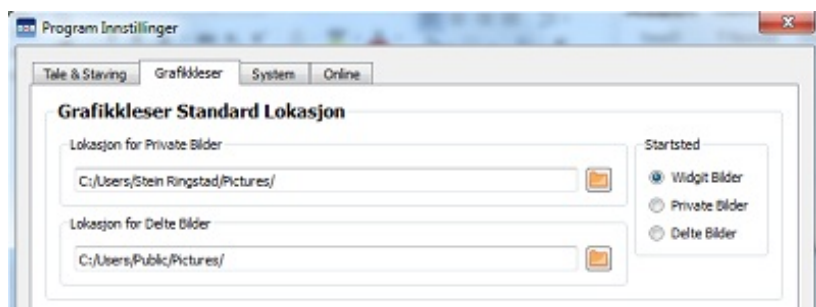 Program Innstillinger
Tale & Staving Grafikkleser System Online
Grafikkleser Standard Lokasjon
Lokasjon for Private Bilder
C:/Users/Stein Ringstad/Pictures/
Lokasjon for Delte Bilder
C:/Users/Public/Pictures/
Startsted
Widgit Bilder
Private Bilder
Delte Bilder